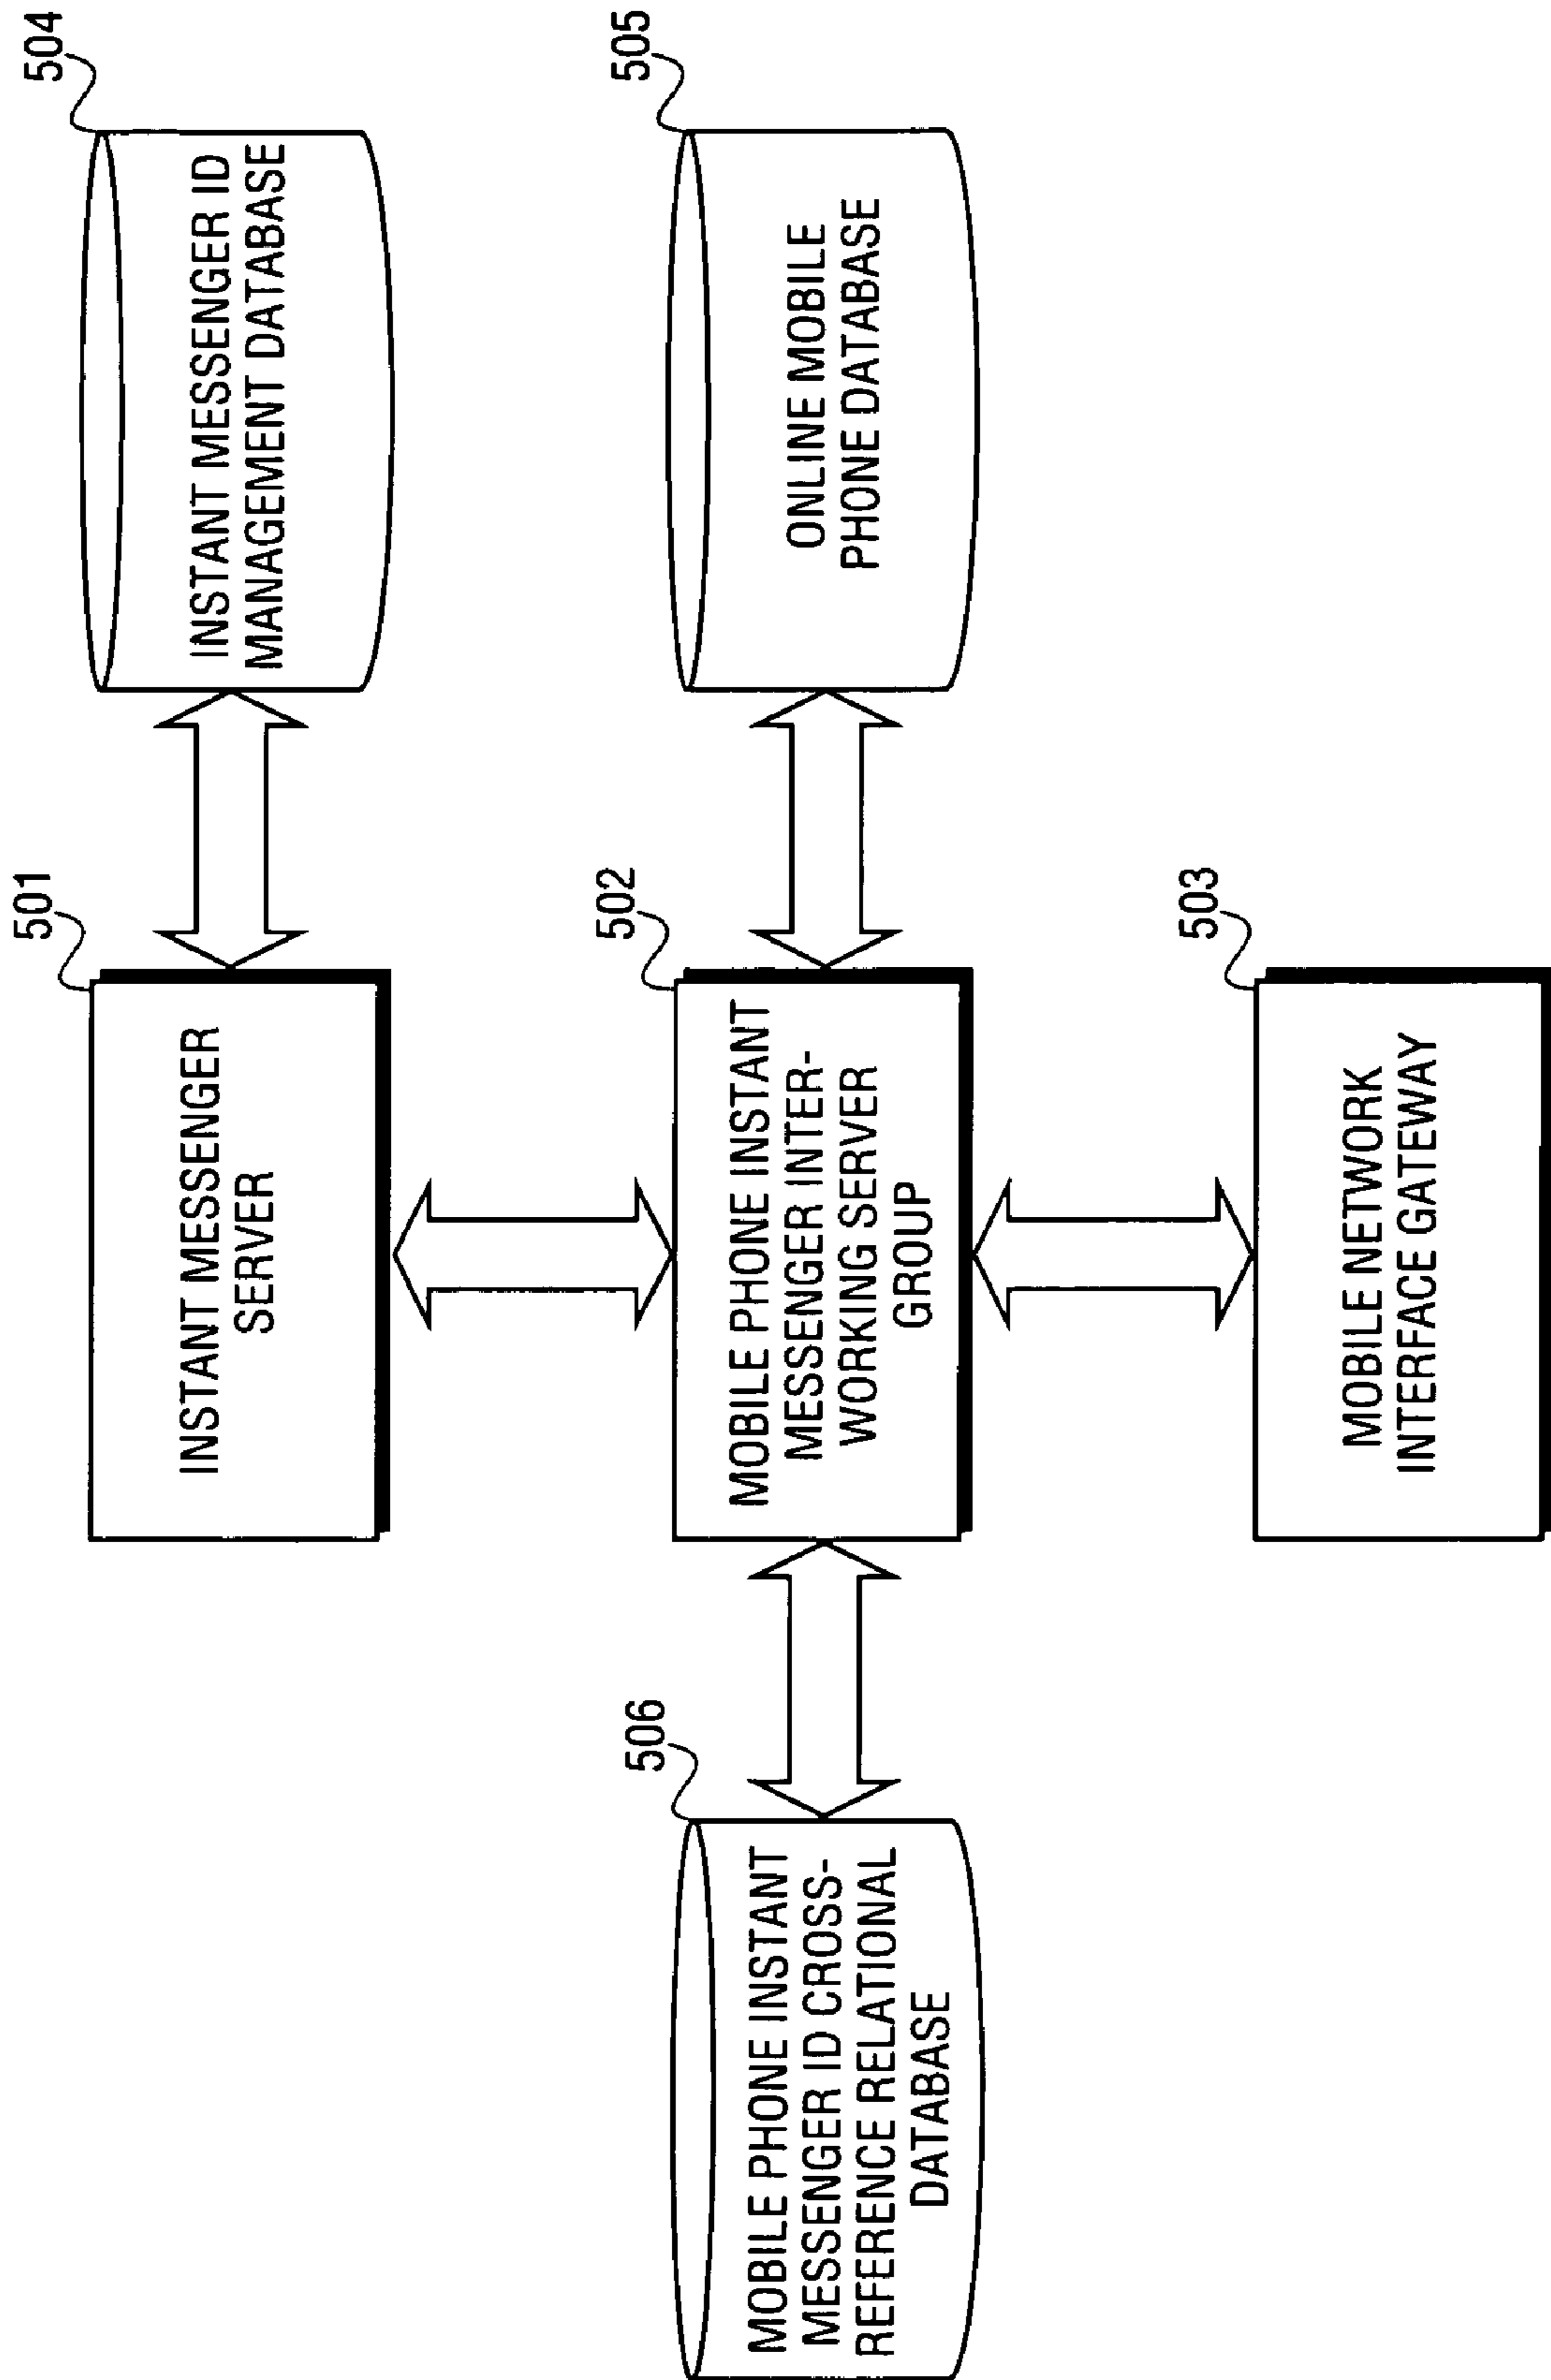 501
INSTANT MESSENGER
SERVER
504
INSTANT MESSENGER ID
MANAGEMENT DATABASE
506
MOBILE PHONE INSTANT
MESSENGER ID CROSS-
REFERENCE RELATIONAL
DATABASE
502
MOBILE PHONE INSTANT
MESSENGER INTER-
WORKING SERVER
GROUP
505
ONLINE MOBILE
PHONE DATABASE
503
MOBILE NETWORK
INTERFACE GATEWAY